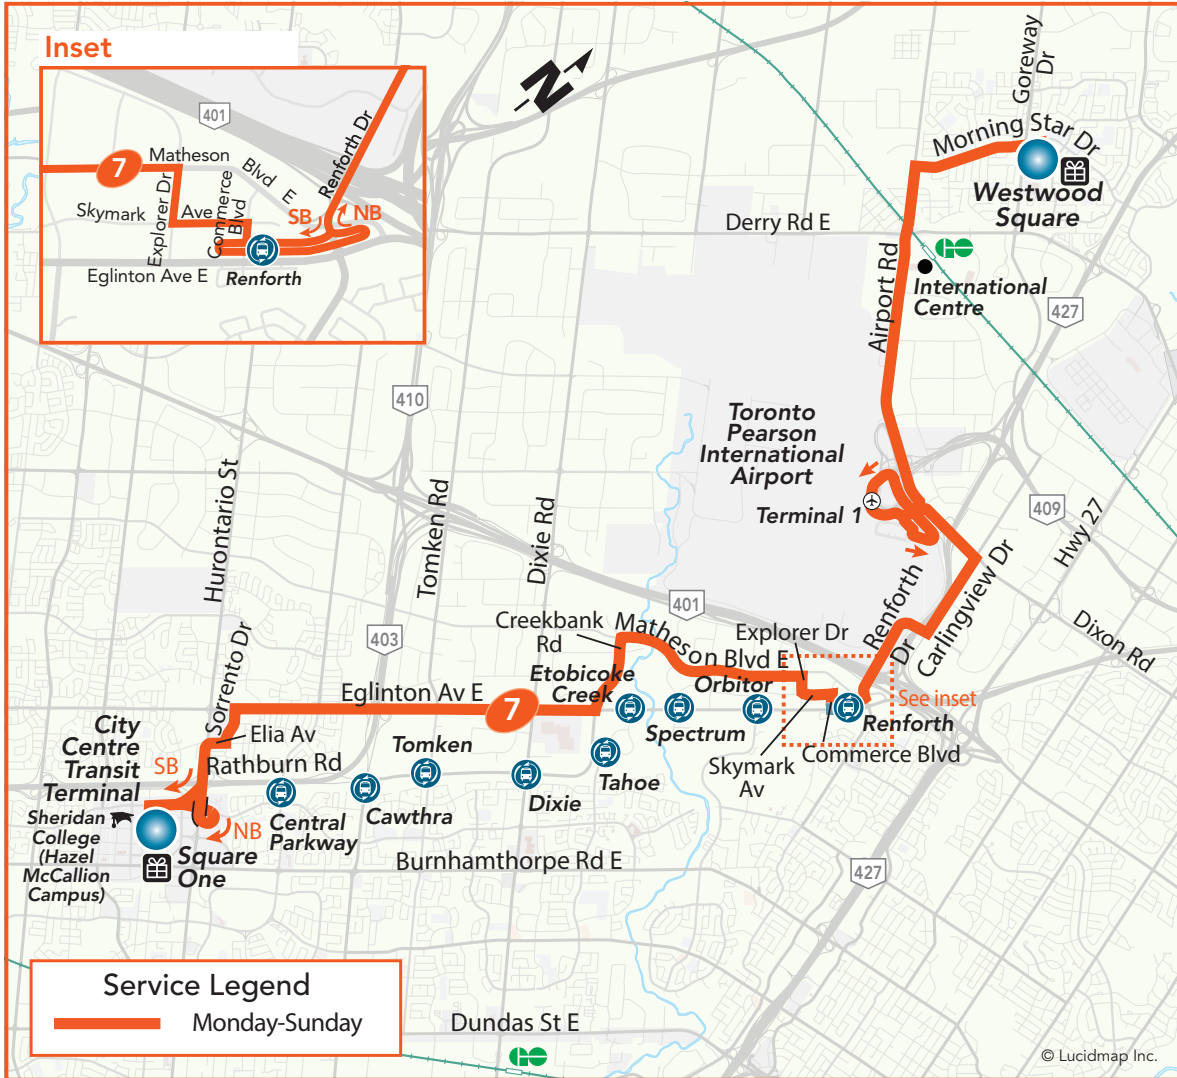 Inset
401
Renforth Dr
7
Matheson
Blvd E
Explorer Dr
Commerce
Blvd
Skymark Ave
SB
NB
Eglinton Ave E
Renforth
N
Goreway
Dr
Morning Star Dr
Westwood
Square
Derry Rd E
GO
Airport Rd
International
Centre
427
410
Toronto
Pearson
International
Airport
Terminal 1
409
Hwy 27
Hurontario St
Tomken Rd
Dixie Rd
401
Renforth
Dr
Carlingview Dr
Dixon Rd
403
Creekbank
Rd
Matheson Blvd E
Explorer Dr
Sorrento Dr
Eglinton Av E
7
Etobicoke
Creek
Orbitor
See inset
Renforth
Spectrum
Skymark
Av
Commerce Blvd
City
Centre
Transit
Terminal
Elia Av
SB
Rathburn Rd
Tomken
Tahoe
Dixie
Cawthra
Central
Parkway
NB
Sheridan
College
(Hazel
McCallion
Campus)
Square
One
Burnhamthorpe Rd E
427
Service Legend
Monday-Sunday
Dundas St E
GO
© Lucidmap Inc.